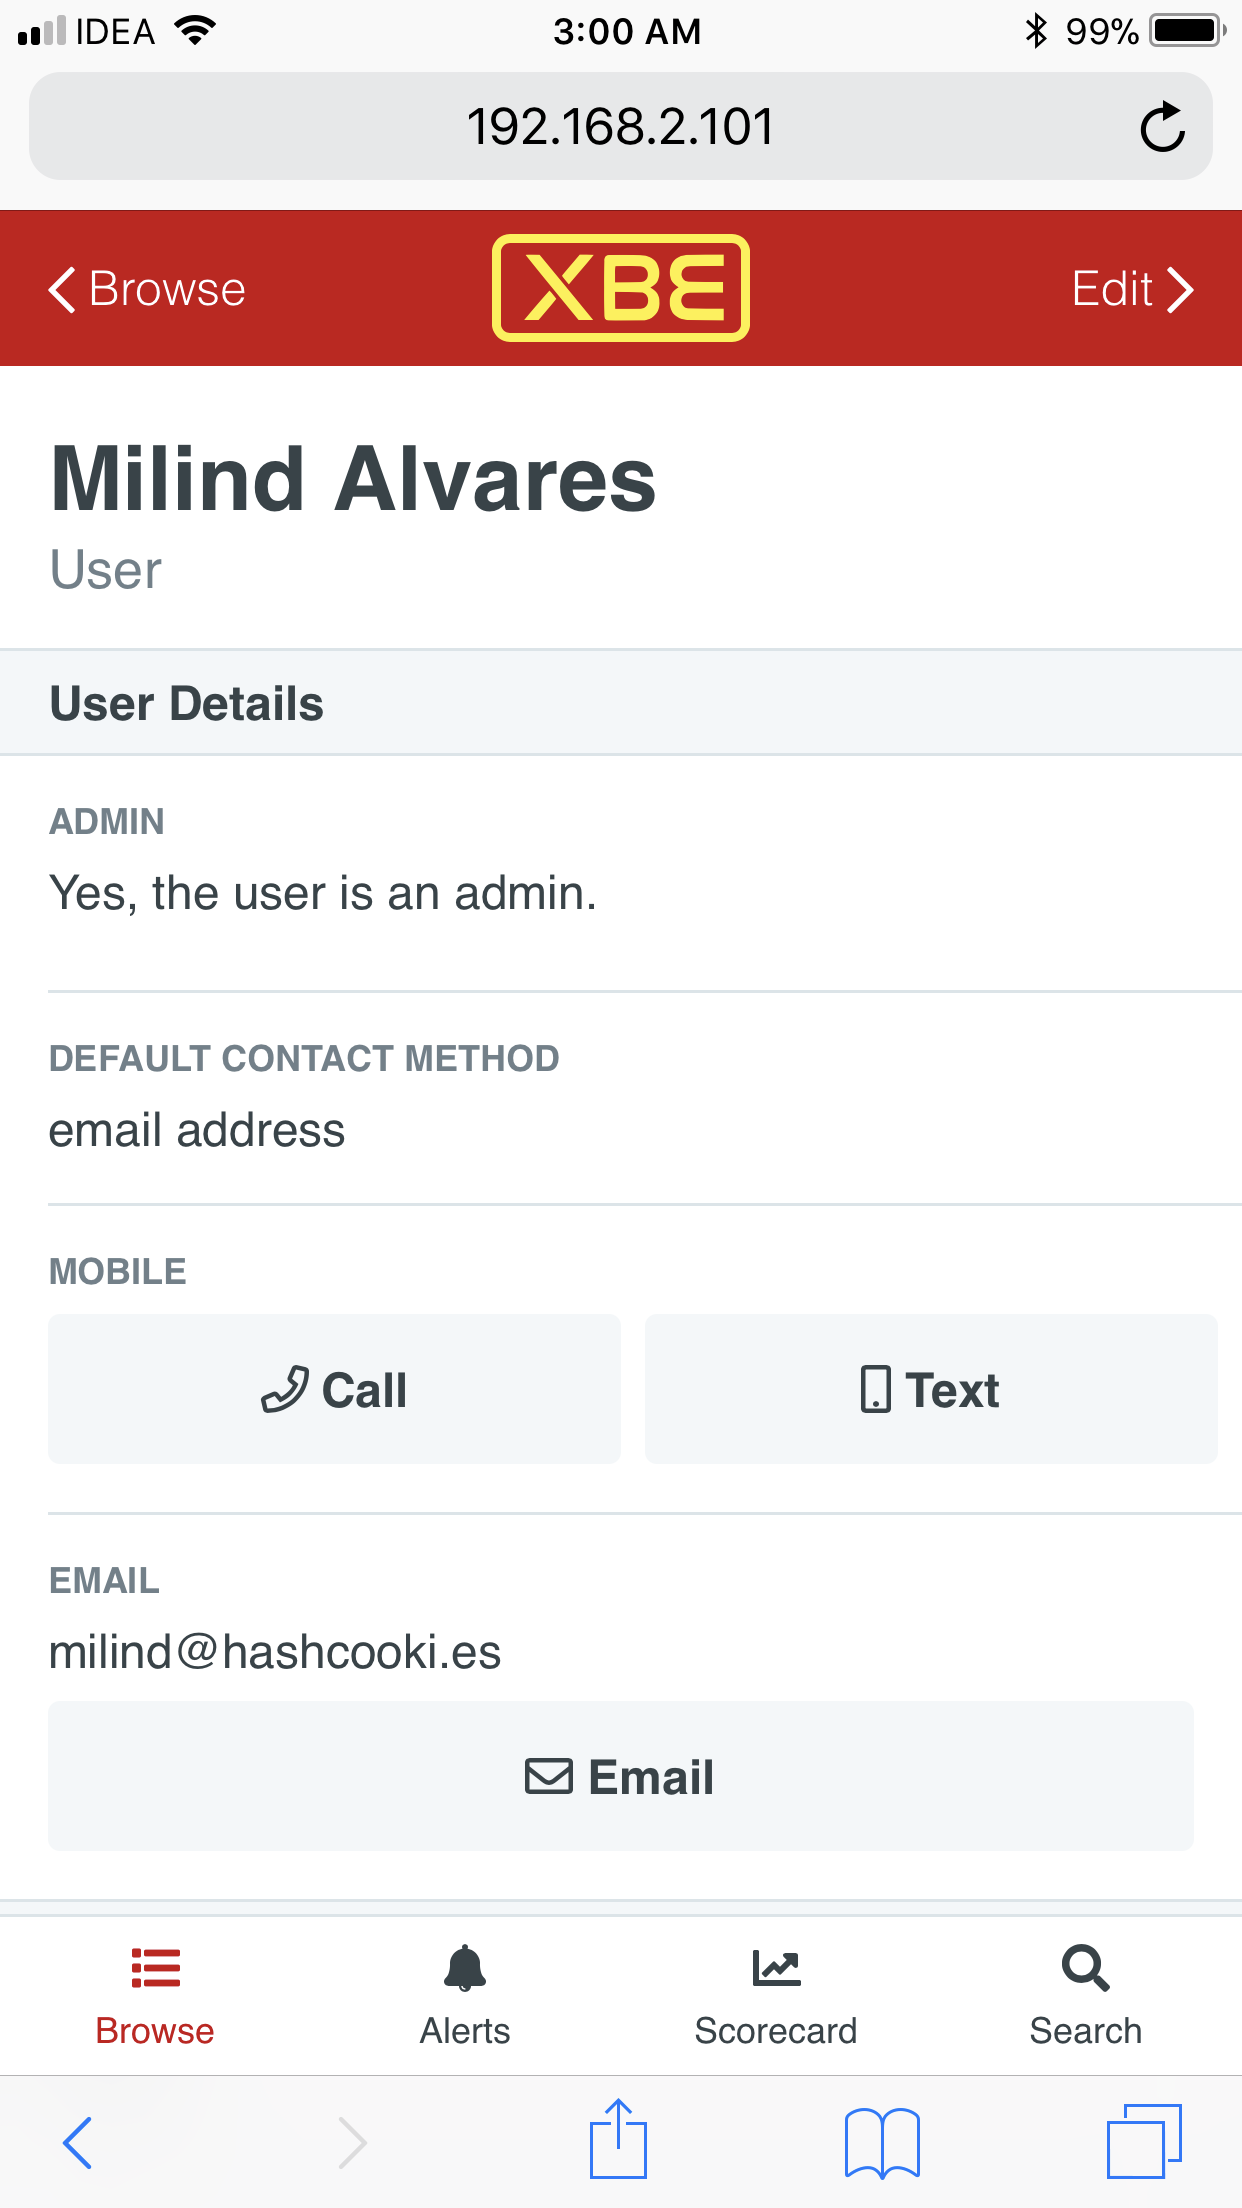 IDEA 3:00 AM 99%
192.168.2.101
Browse XBE Edit
Milind Alvares
User
User Details
ADMIN
Yes, the user is an admin.
DEFAULT CONTACT METHOD
email address
MOBILE
Call Text
EMAIL
milind@hashcooki.es
Email
Browse Alerts Scorecard Search